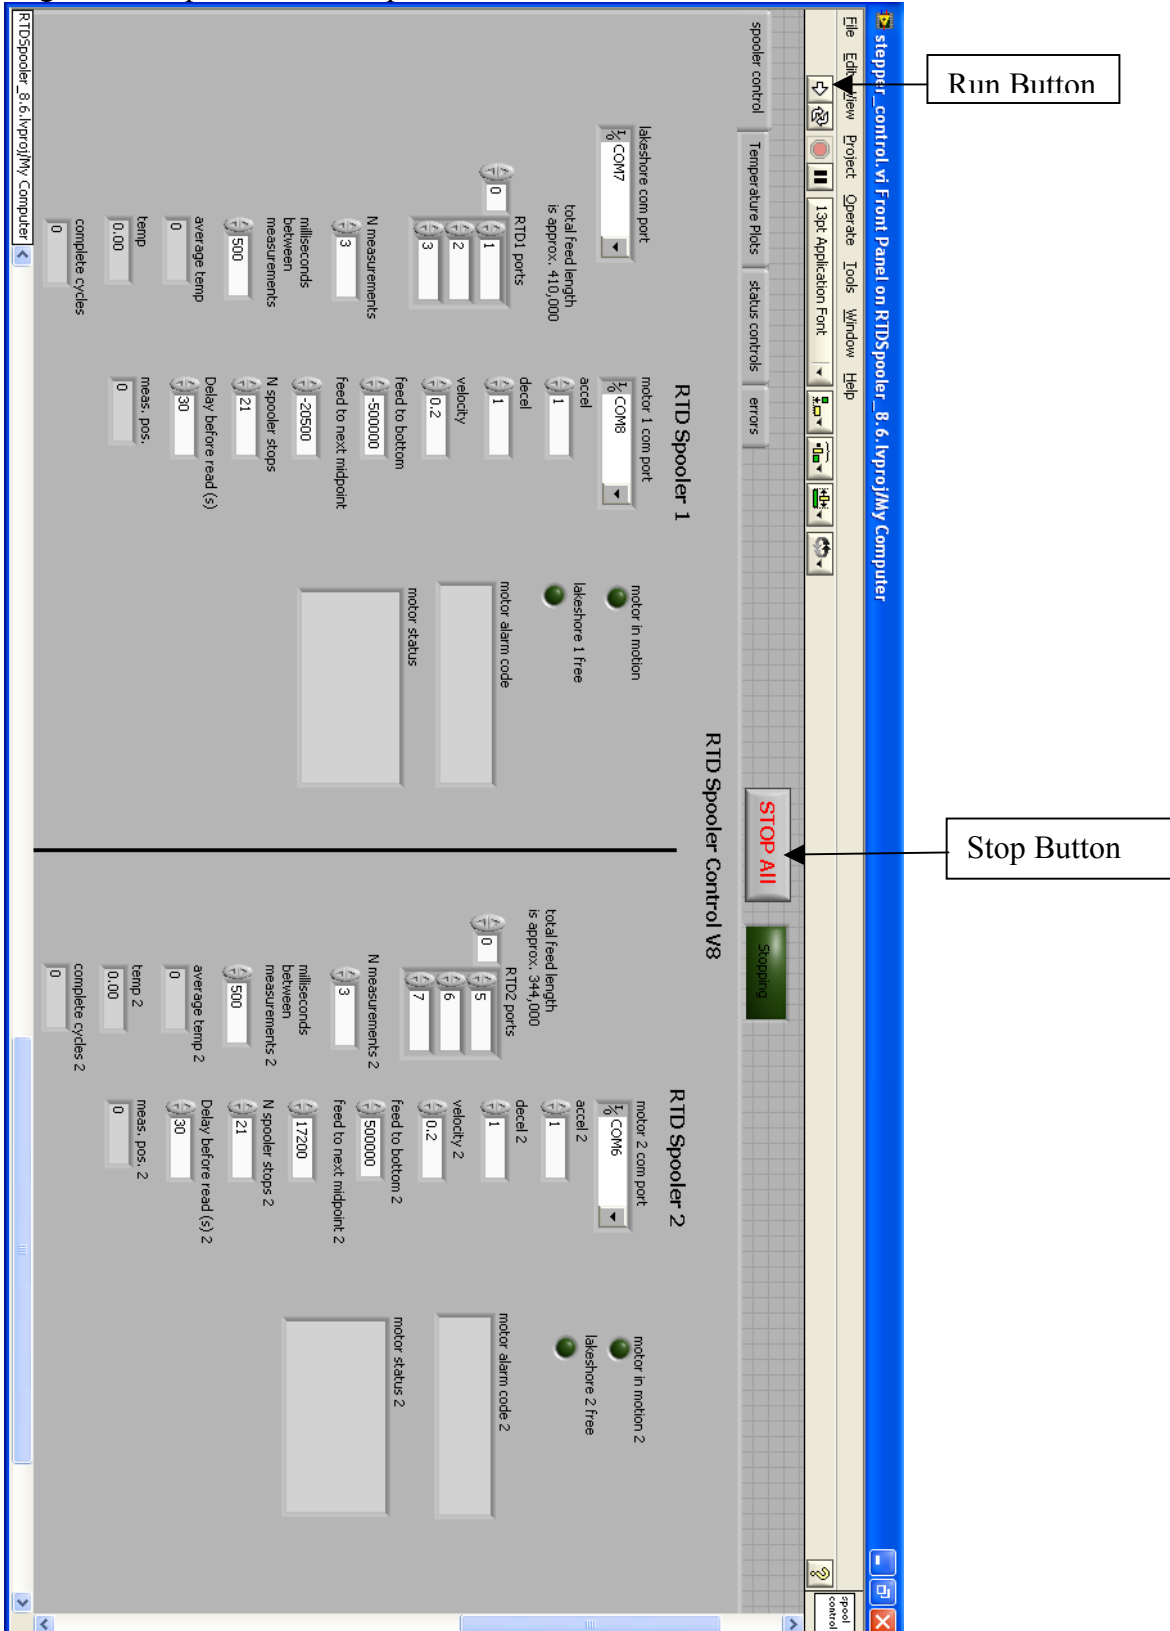 stepper_control.vi Front Panel on RTDSpooler_8.6.lvproj/My Computer
File Edit View Project Operate Tools Window Help
13pt Application Font
spool
control
Run Button
Stop Button
spooler control Temperature Plots status controls errors
STOP All
Stopping
RTD Spooler Control V8
RTD Spooler 1
lakeshore com port
COM7
total feed length
is approx. 410,000
RTD1 ports
0
1
2
3
N measurements
3
milliseconds
between
measurements
500
average temp
0
temp
0.00
complete cycles
0
motor 1 com port
COM8
accel
1
decel
1
velocity
0.2
feed to bottom
-500000
feed to next midpoint
-20500
N spooler stops
21
Delay before read (s)
30
meas. pos.
0
motor in motion
lakeshore 1 free
motor alarm code
motor status
RTD Spooler 2
total feed length
is approx. 344,000
RTD2 ports
0
5
6
7
N measurements 2
3
milliseconds
between
measurements 2
500
average temp 2
0
temp 2
0.00
complete cycles 2
0
motor 2 com port
COM6
accel 2
1
decel 2
1
velocity 2
0.2
feed to bottom 2
500000
feed to next midpoint 2
17200
N spooler stops 2
21
Delay before read (s) 2
30
meas. pos. 2
0
motor in motion 2
lakeshore 2 free
motor alarm code 2
motor status 2
RTDSpooler_8.6.lvproj/My Computer